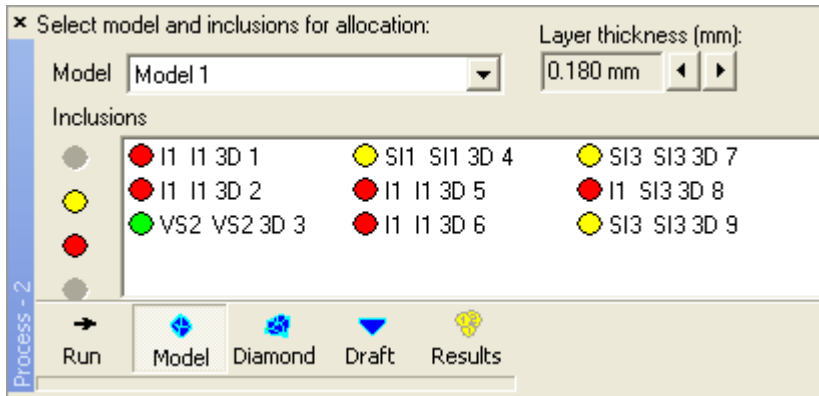 Select model and inclusions for allocation:
Layer thickness (mm):
Model Model 1
0.180 mm
Inclusions
I1 I1 3D 1
I1 I1 3D 2
VS2 VS2 3D 3
SI1 SI1 3D 4
I1 I1 3D 5
I1 I1 3D 6
SI3 SI3 3D 7
I1 SI3 3D 8
SI3 SI3 3D 9
Process - 2
Run Model Diamond Draft Results